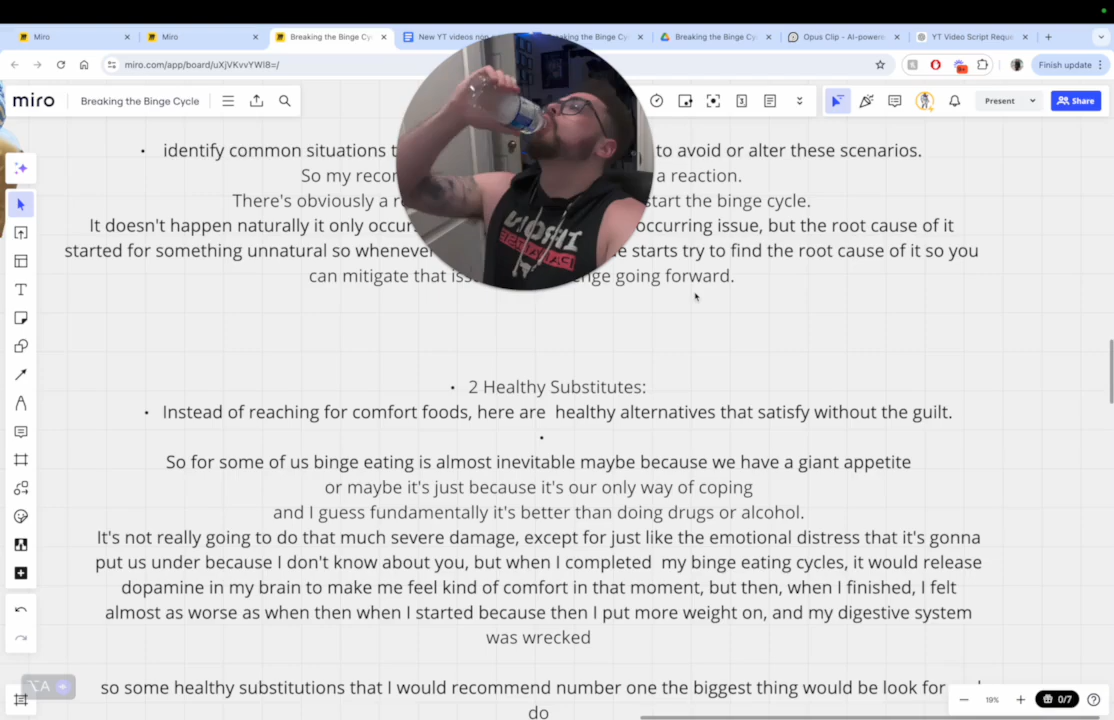 Miro
Miro
Breaking the Binge Cy
New YT videos non
eaking the Binge Cy
Breaking the Binge Cy
Opus Clip - AI-power
YT Video Script Reque
miro.com/app/board/uXjVKvvYWl8=/
Finish update
miro
Breaking the Binge Cycle
Present
Share
identify common situations t to avoid or alter these scenarios.
So my recor a reaction.
There's obviously a r start the binge cycle.
It doesn't happen naturally it only occur occurring issue, but the root cause of it
started for something unnatural so whenever e starts try to find the root cause of it so you
can mitigate that iss enge going forward.
• 2 Healthy Substitutes:
• Instead of reaching for comfort foods, here are healthy alternatives that satisfy without the guilt.
•
So for some of us binge eating is almost inevitable maybe because we have a giant appetite
or maybe it's just because it's our only way of coping
and I guess fundamentally it's better than doing drugs or alcohol.
It's not really going to do that much severe damage, except for just like the emotional distress that it's gonna
put us under because I don't know about you, but when I completed my binge eating cycles, it would release
dopamine in my brain to make me feel kind of comfort in that moment, but then, when I finished, I felt
almost as worse as when then when I started because then I put more weight on, and my digestive system
was wrecked
so some healthy substitutions that I would recommend number one the biggest thing would be look for
do
19%
0/7